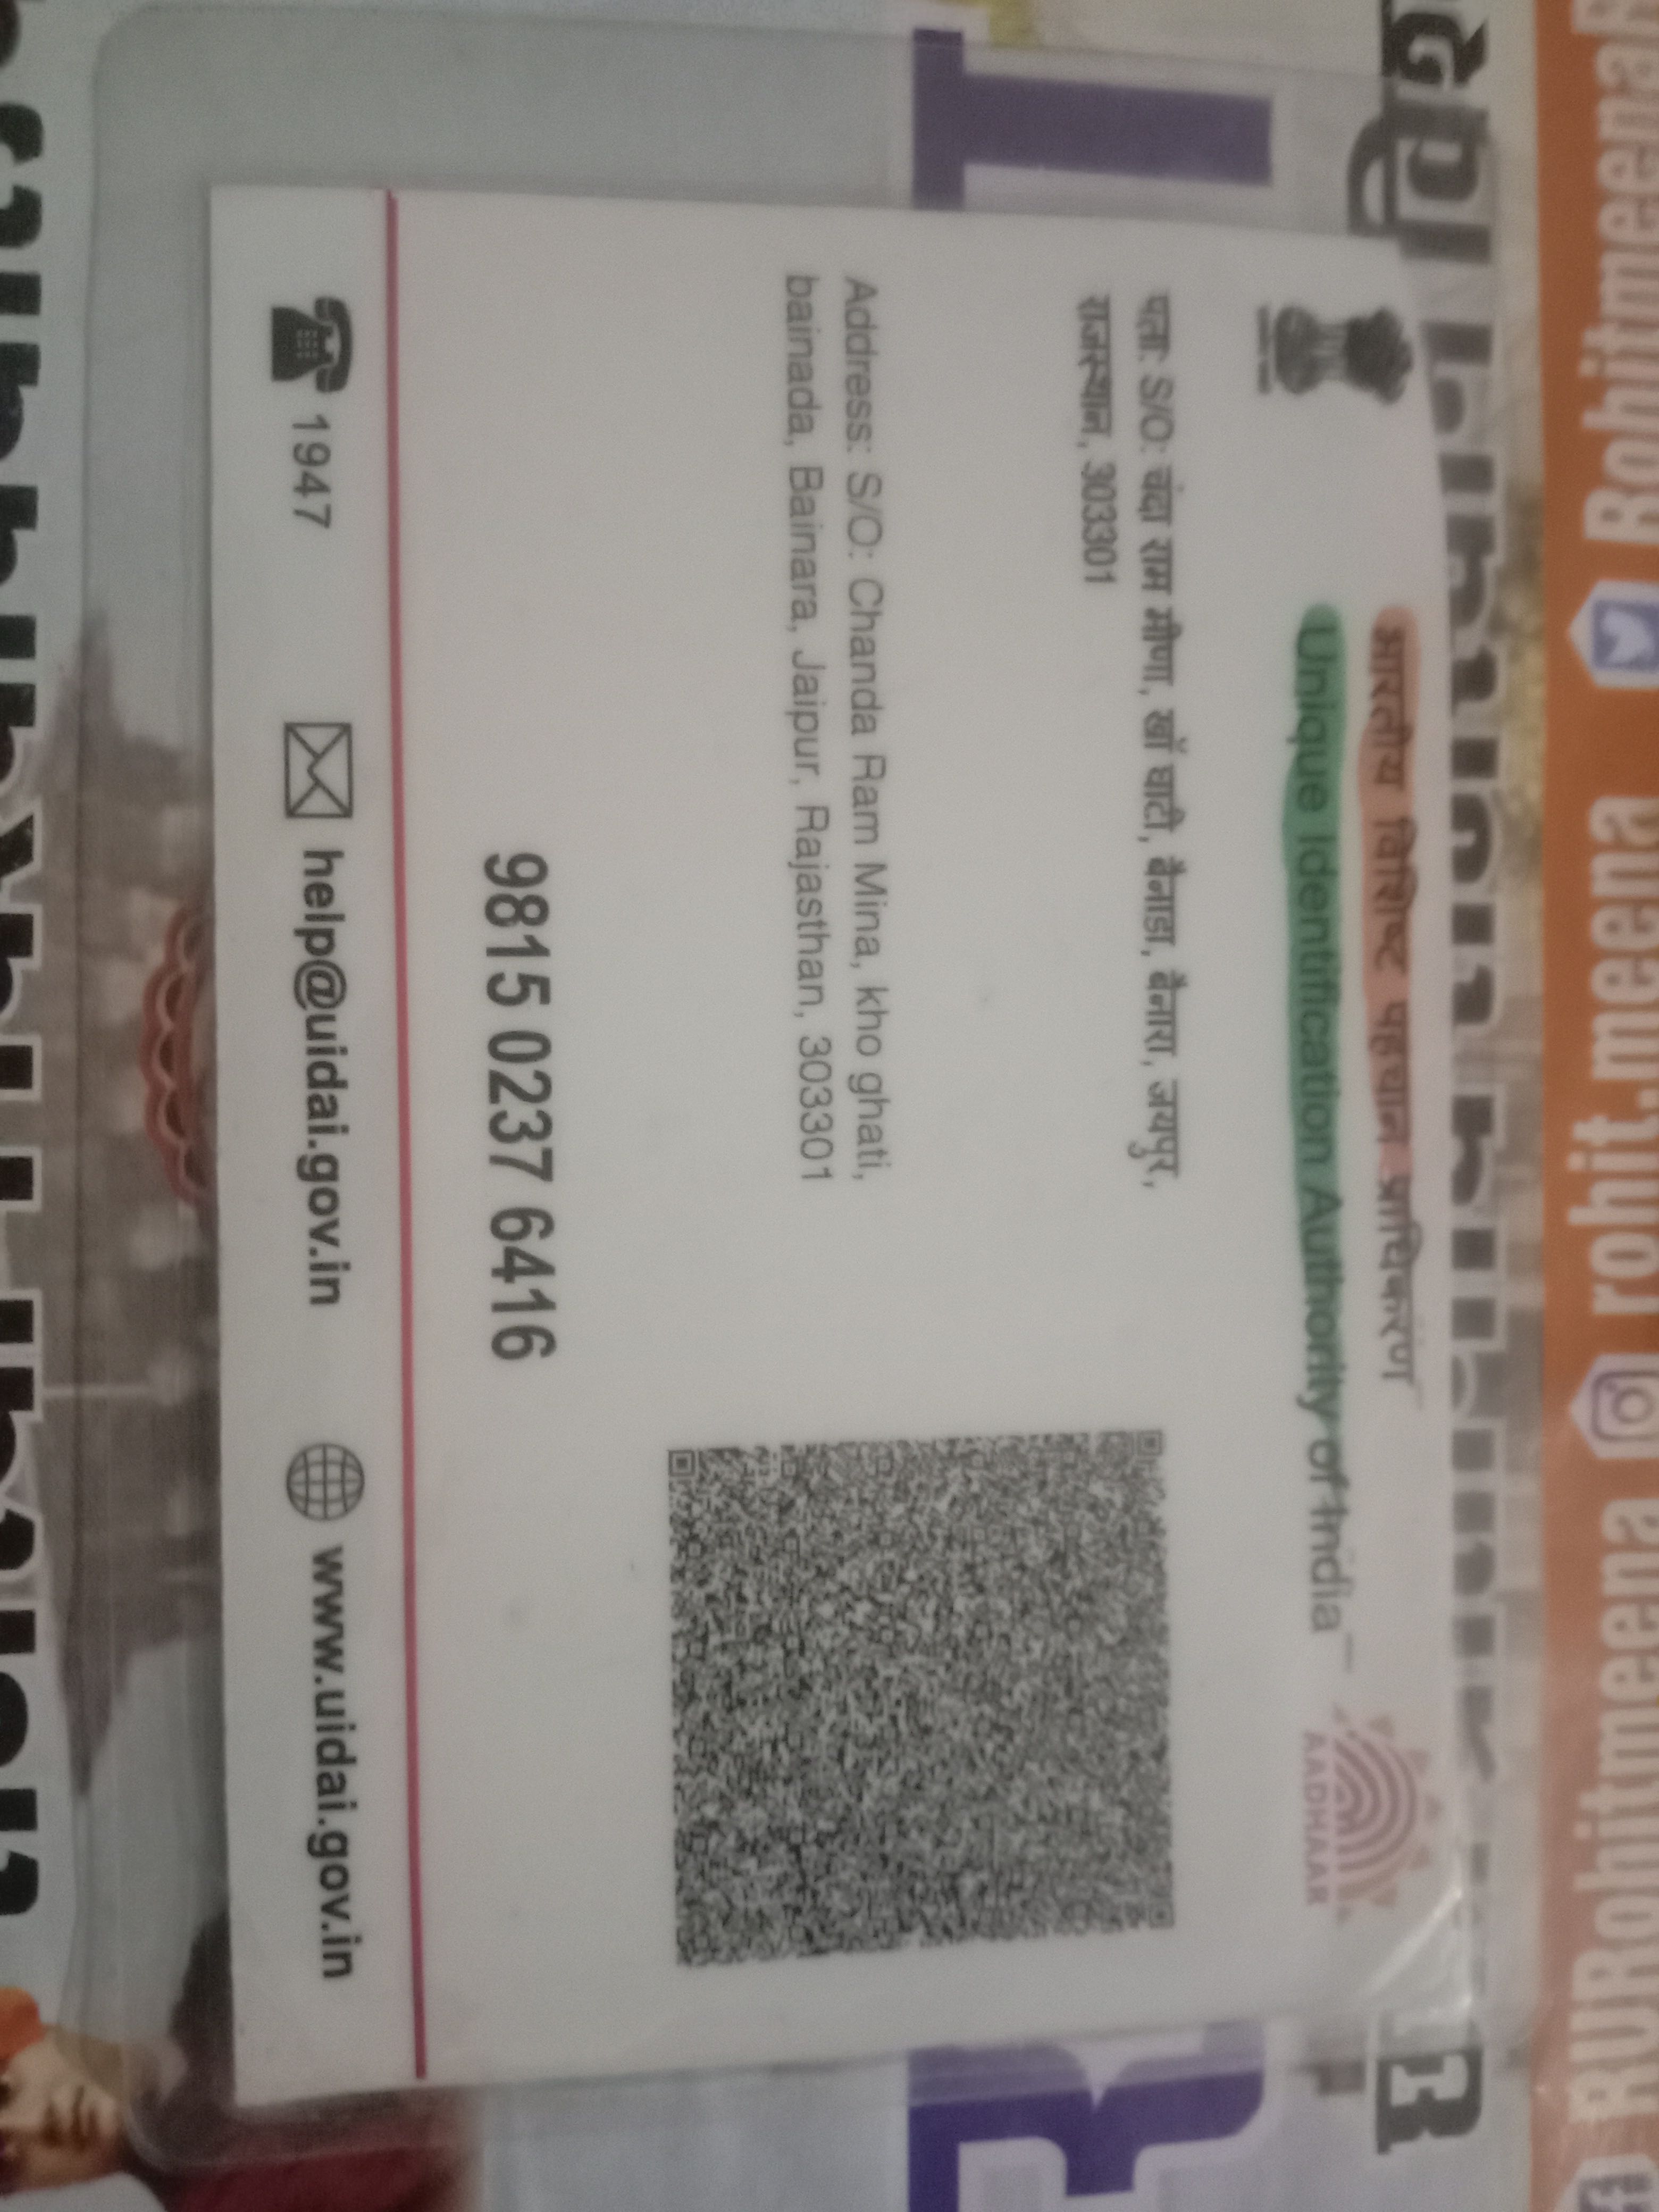 भारतीय विशिष्ट पहचान प्राधिकरण
Unique Identification Authority of India
AADHAAR
पता: S/O: चंदा राम मीणा, खों घाटी, बैनाडा, बैनारा, जयपुर,
राजस्थान, 303301
Address: S/O: Chanda Ram Mina, kho ghati,
bainada, Bainara, Jaipur, Rajasthan, 303301
9815 0237 6416
1947
help@uidai.gov.in
www.uidai.gov.in
Rohitmeena
rohit.meena
RURohitmeena